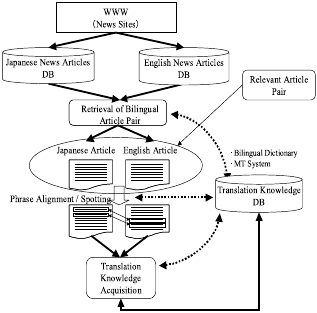 WWW
(News Sites)
Japanese News Articles
DB
English News Articles
DB
Relevant Article
Pair
Retrieval of Bilingual
Article Pair
· Bilingual Dictionary
· MT System
Japanese Article
English Article
Translation Knowledge
DB
Phrase Alignment / Spotting
Translation
Knowledge
Acquisition